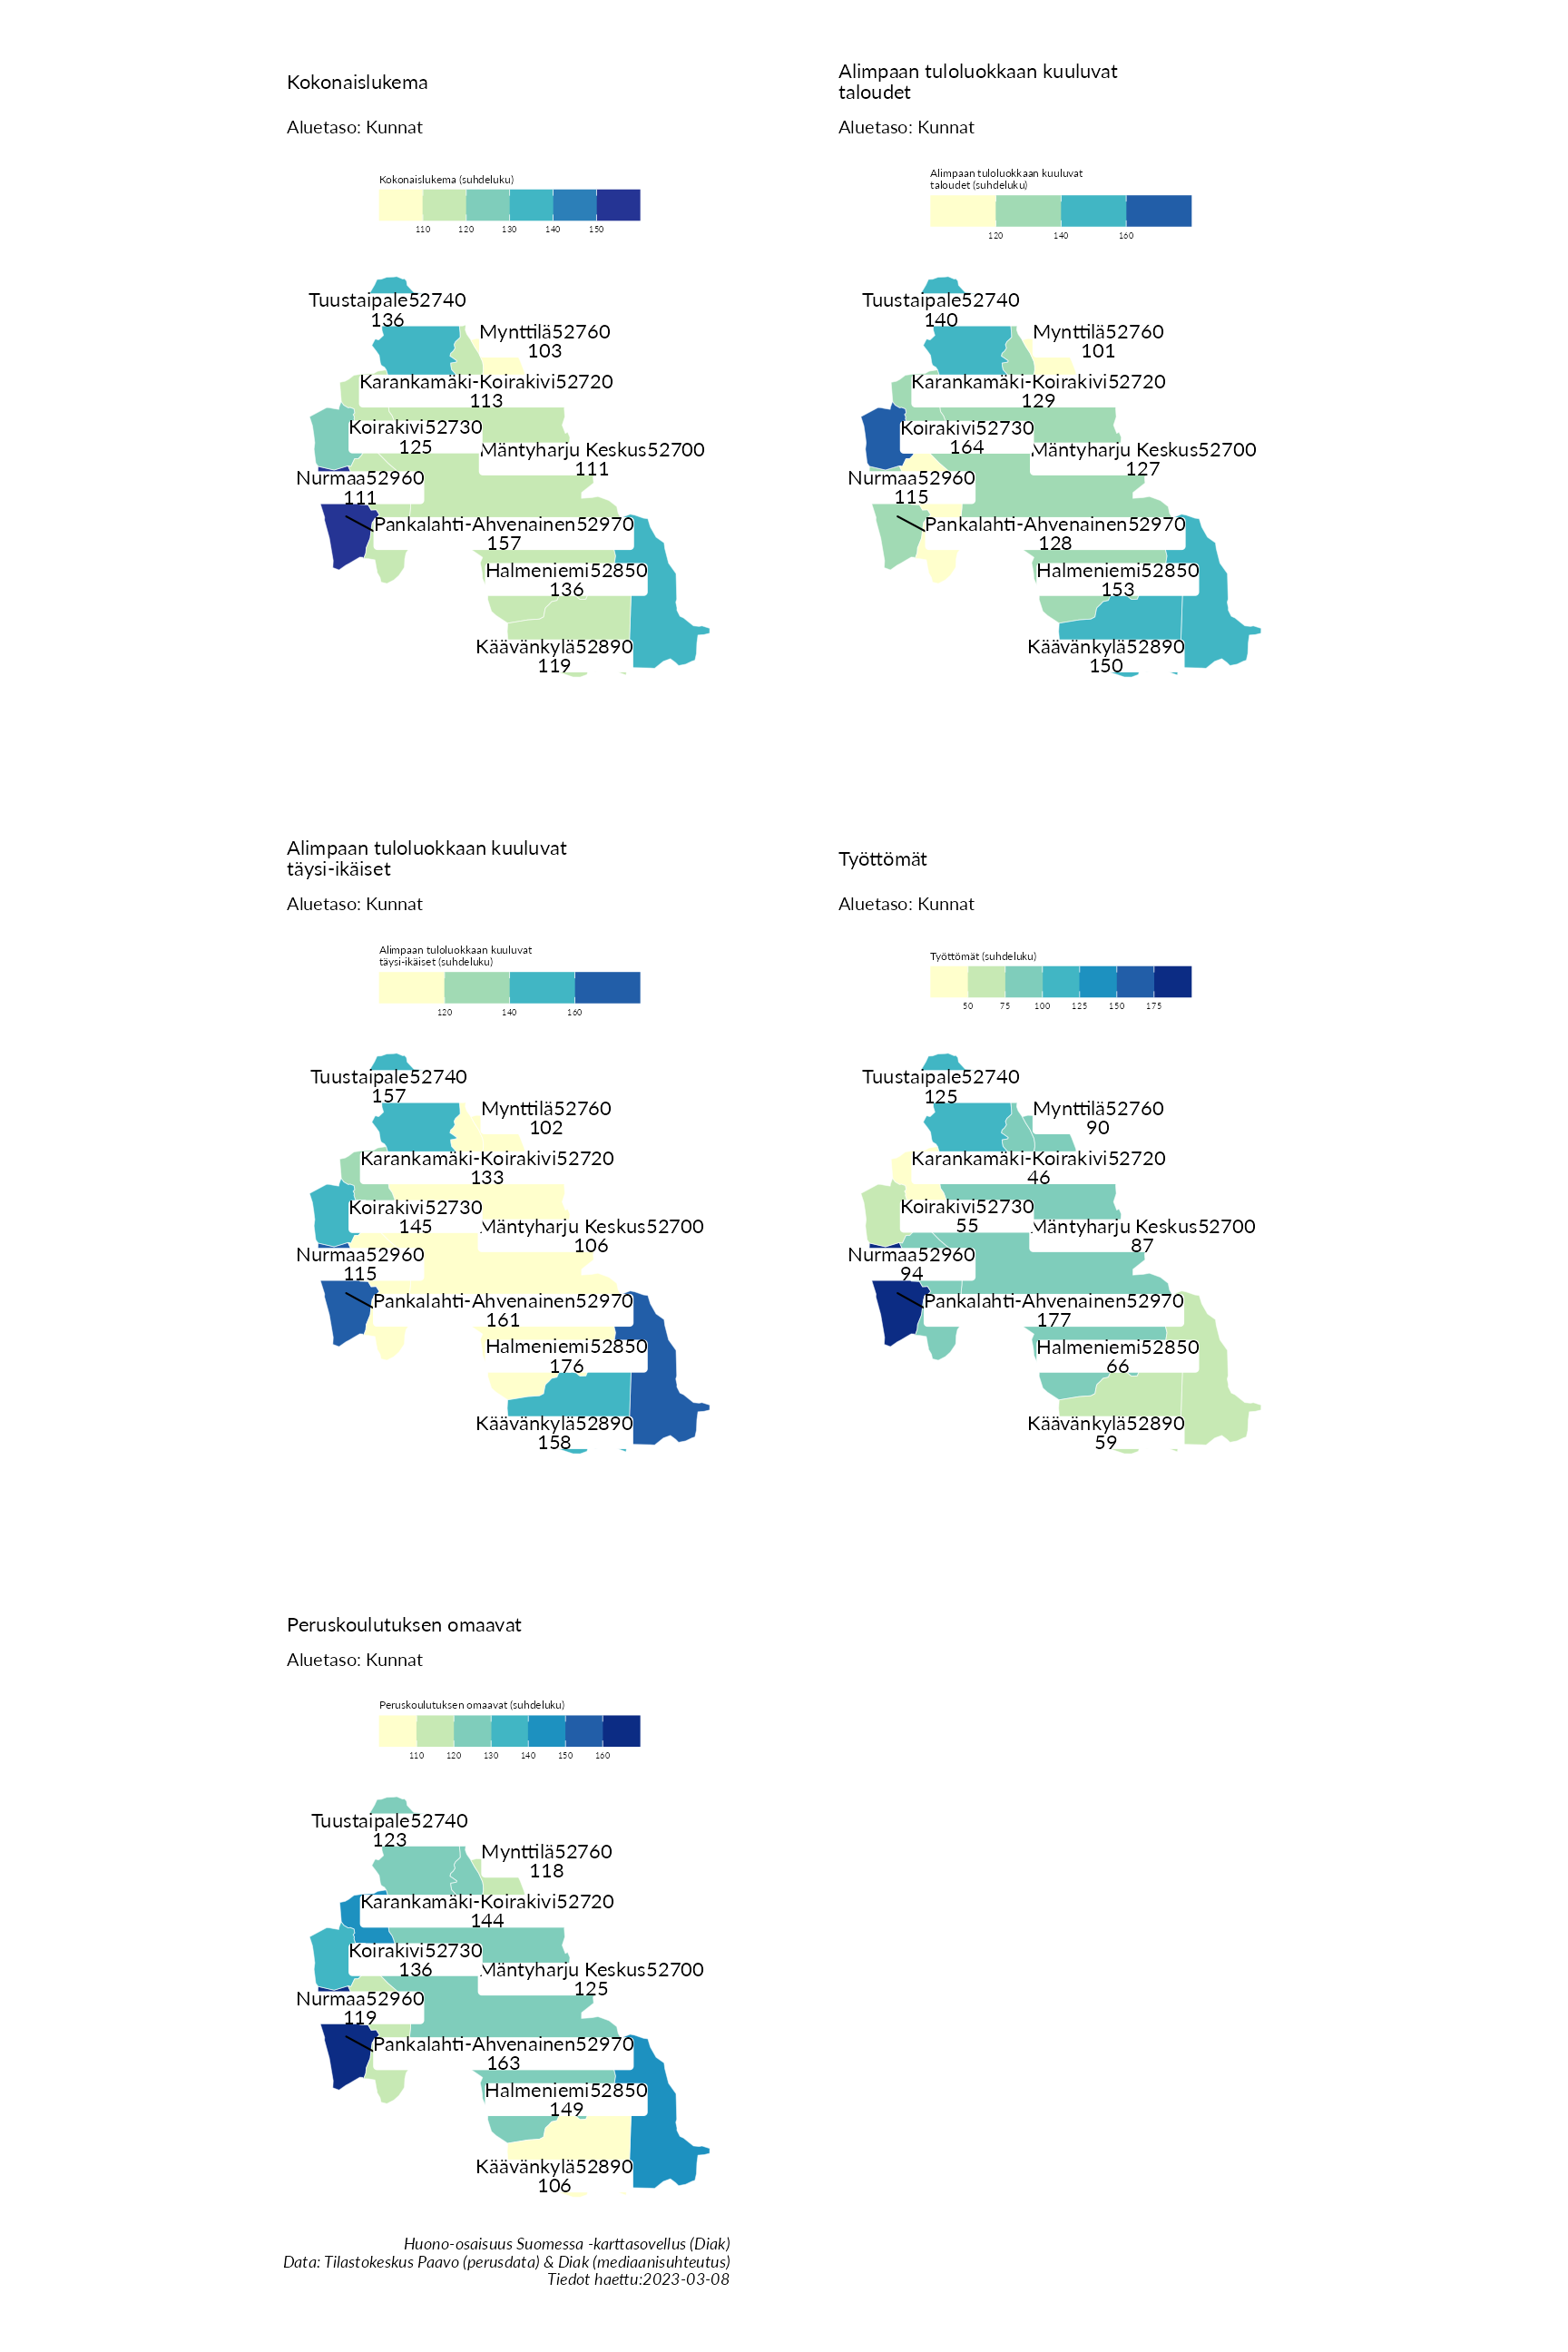 Kokonaislukema
Aluetaso: Kunnat
Kokonaislukema (suhdeluku)
110 120 130 140 150
Tuustaipale52740
136
Mynttilä52760
103
Karankamäki-Koirakivi52720
113
Koirakivi52730
125
Mäntyharju Keskus52700
111
Nurmaa52960
111
Pankalahti-Ahvenainen52970
157
Halmeniemi52850
136
Käävänkylä52890
119
Alimpaan tuloluokkaan kuuluvat
taloudet
Aluetaso: Kunnat
Alimpaan tuloluokkaan kuuluvat
taloudet (suhdeluku)
120 140 160
Tuustaipale52740
140
Mynttilä52760
101
Karankamäki-Koirakivi52720
129
Koirakivi52730
164
Mäntyharju Keskus52700
127
Nurmaa52960
115
Pankalahti-Ahvenainen52970
128
Halmeniemi52850
153
Käävänkylä52890
150
Alimpaan tuloluokkaan kuuluvat
täysi-ikäiset
Aluetaso: Kunnat
Alimpaan tuloluokkaan kuuluvat
täysi-ikäiset (suhdeluku)
120 140 160
Tuustaipale52740
157
Mynttilä52760
102
Karankamäki-Koirakivi52720
133
Koirakivi52730
145
Mäntyharju Keskus52700
106
Nurmaa52960
115
Pankalahti-Ahvenainen52970
161
Halmeniemi52850
176
Käävänkylä52890
158
Työttömät
Aluetaso: Kunnat
Työttömät (suhdeluku)
50 75 100 125 150 175
Tuustaipale52740
125
Mynttilä52760
90
Karankamäki-Koirakivi52720
46
Koirakivi52730
55
Mäntyharju Keskus52700
87
Nurmaa52960
94
Pankalahti-Ahvenainen52970
177
Halmeniemi52850
66
Käävänkylä52890
59
Peruskoulutuksen omaavat
Aluetaso: Kunnat
Peruskoulutuksen omaavat (suhdeluku)
110 120 130 140 150 160
Tuustaipale52740
123
Mynttilä52760
118
Karankamäki-Koirakivi52720
144
Koirakivi52730
136
Mäntyharju Keskus52700
125
Nurmaa52960
119
Pankalahti-Ahvenainen52970
163
Halmeniemi52850
149
Käävänkylä52890
106
Huono-osaisuus Suomessa -karttasovellus (Diak)
Data: Tilastokeskus Paavo (perusdata) & Diak (mediaanisuhteutus)
Tiedot haettu:2023-03-08